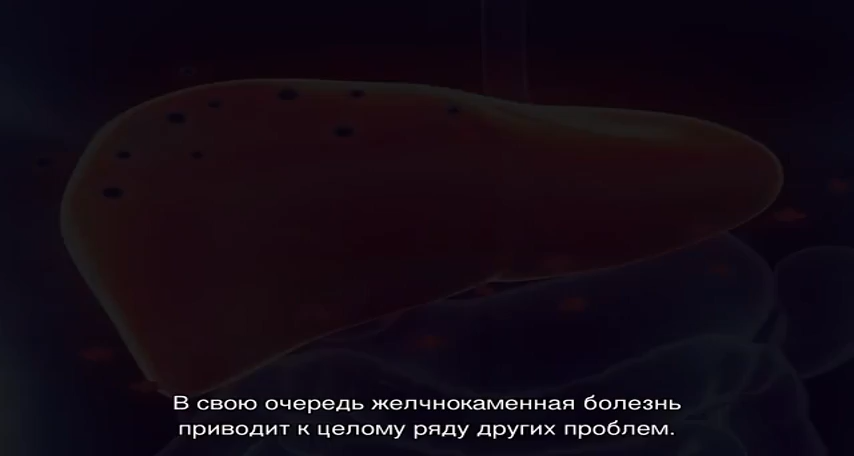 В свою очередь желчнокаменная болезнь
приводит к целому ряду других проблем.